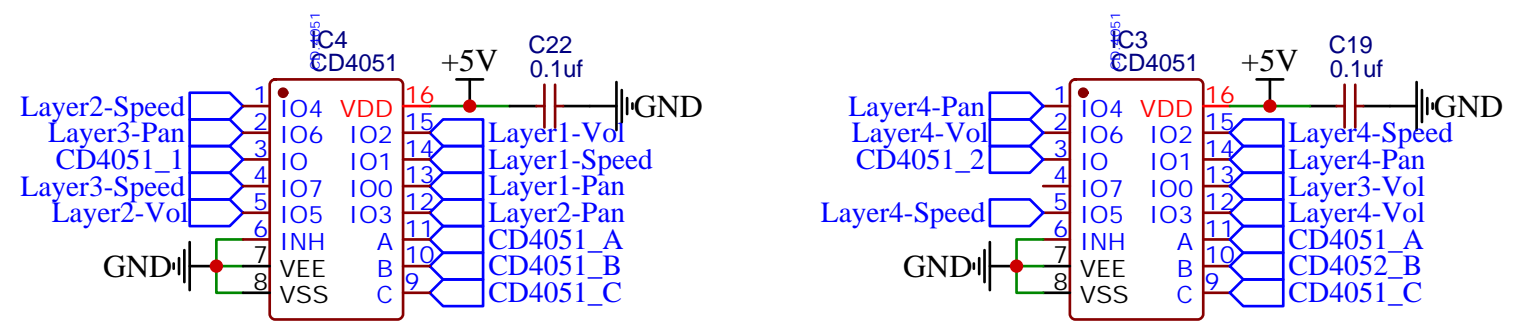 CD4051
IC4
CD4051
+5V
C22
0.1uf
GND
Layer2-Speed 1 IO4 VDD 16
Layer3-Pan 2 IO6 IO2 15 Layer1-Vol
CD4051_1 3 IO IO1 14 Layer1-Speed
Layer3-Speed 4 IO7 IO0 13 Layer1-Pan
Layer2-Vol 5 IO5 IO3 12 Layer2-Pan
6 INH A 11 CD4051_A
GND 7 VEE B 10 CD4051_B
8 VSS C 9 CD4051_C
CD4051
IC3
CD4051
+5V
C19
0.1uf
GND
Layer4-Pan 1 IO4 VDD 16
Layer4-Vol 2 IO6 IO2 15 Layer4-Speed
CD4051_2 3 IO IO1 14 Layer4-Pan
4 IO7 IO0 13 Layer3-Vol
Layer4-Speed 5 IO5 IO3 12 Layer4-Vol
6 INH A 11 CD4051_A
GND 7 VEE B 10 CD4052_B
8 VSS C 9 CD4051_C